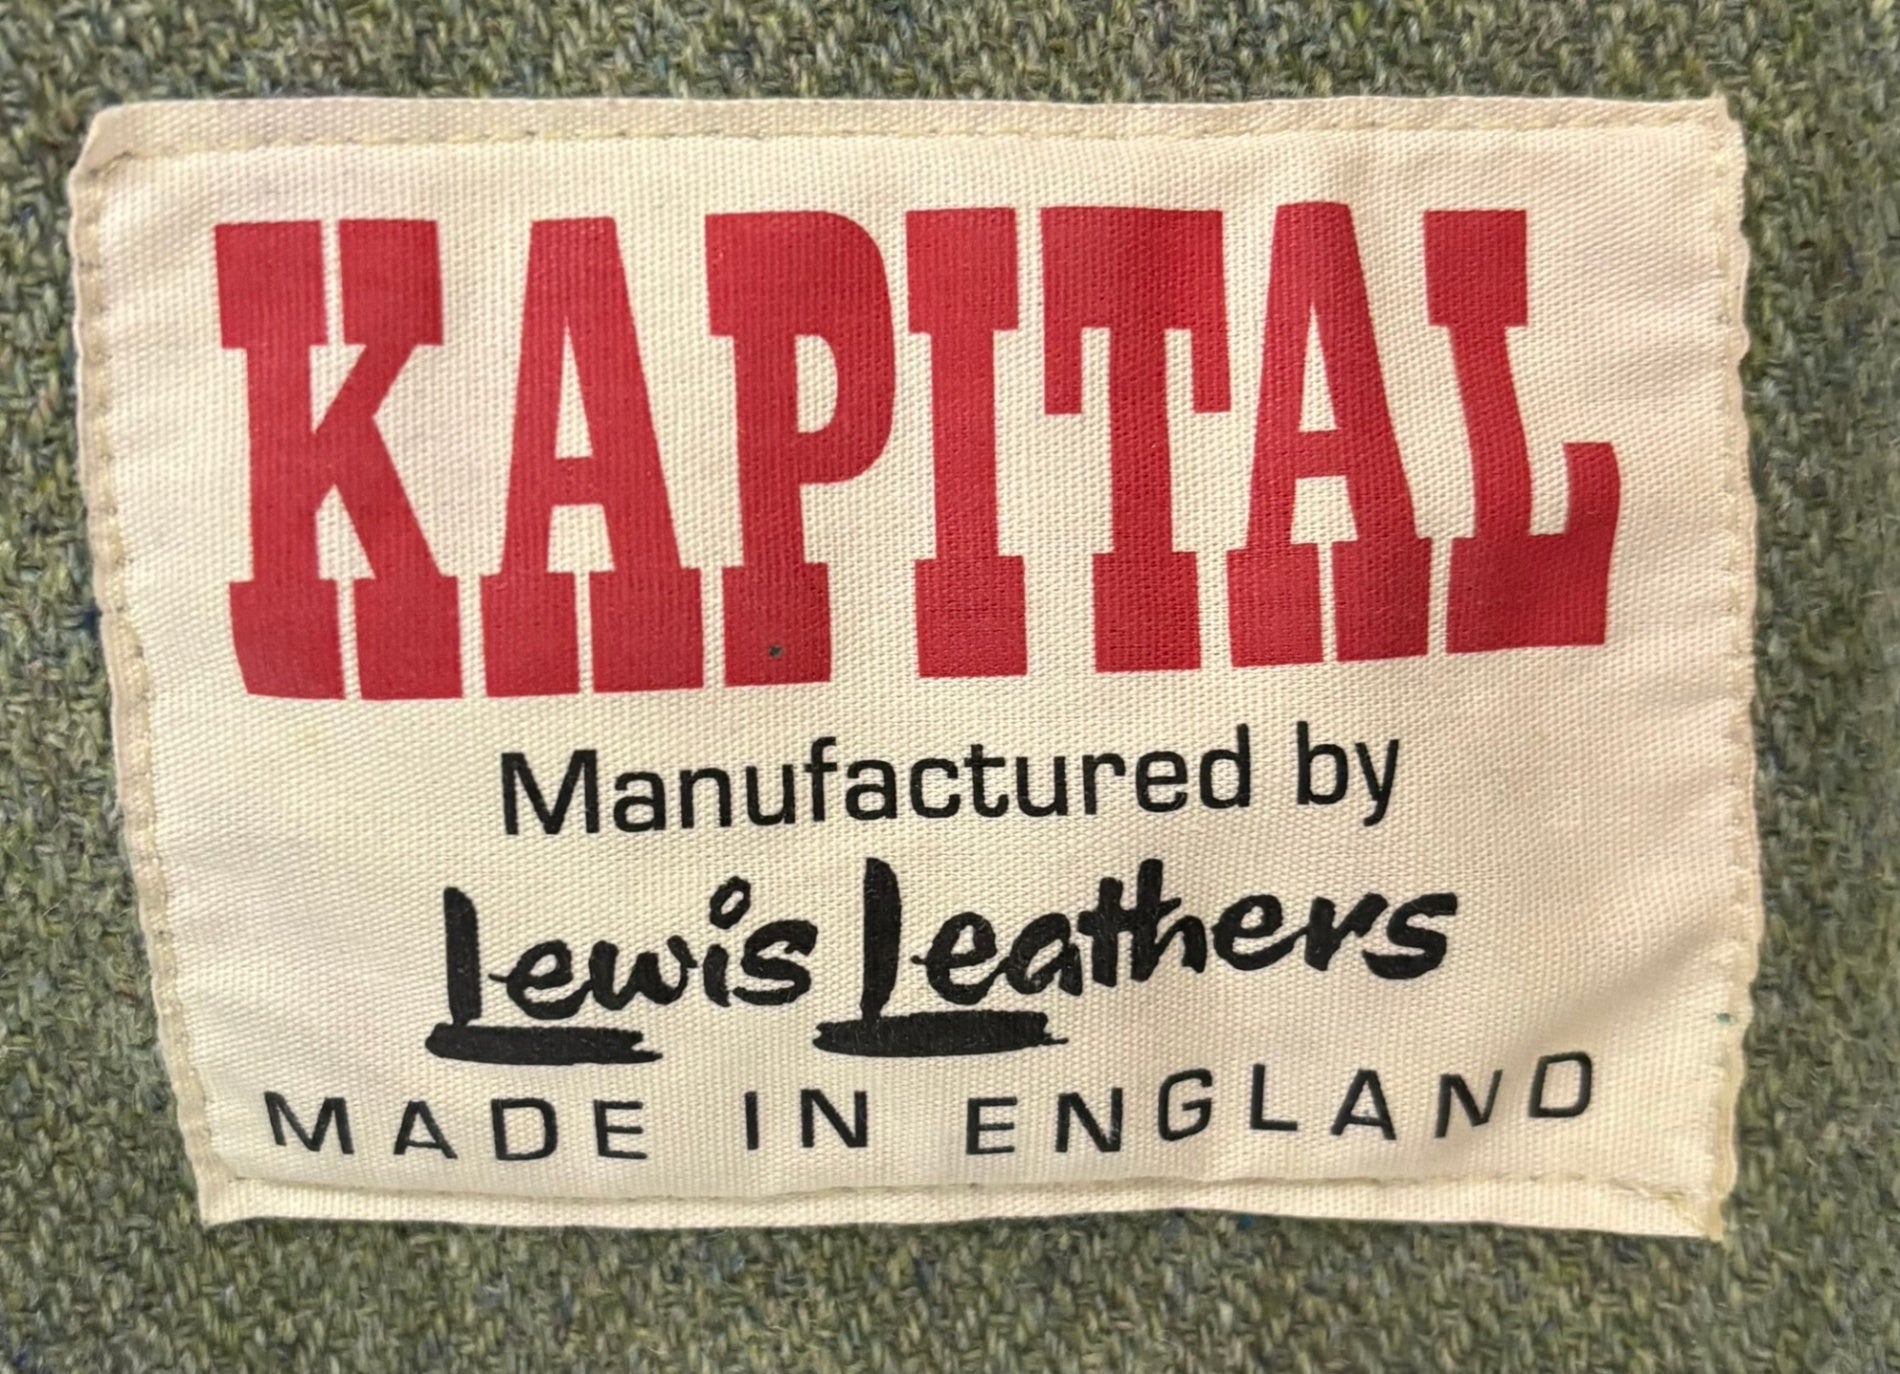 KAPITAL
Manufactured by
Lewis Leathers
MADE IN ENGLAND